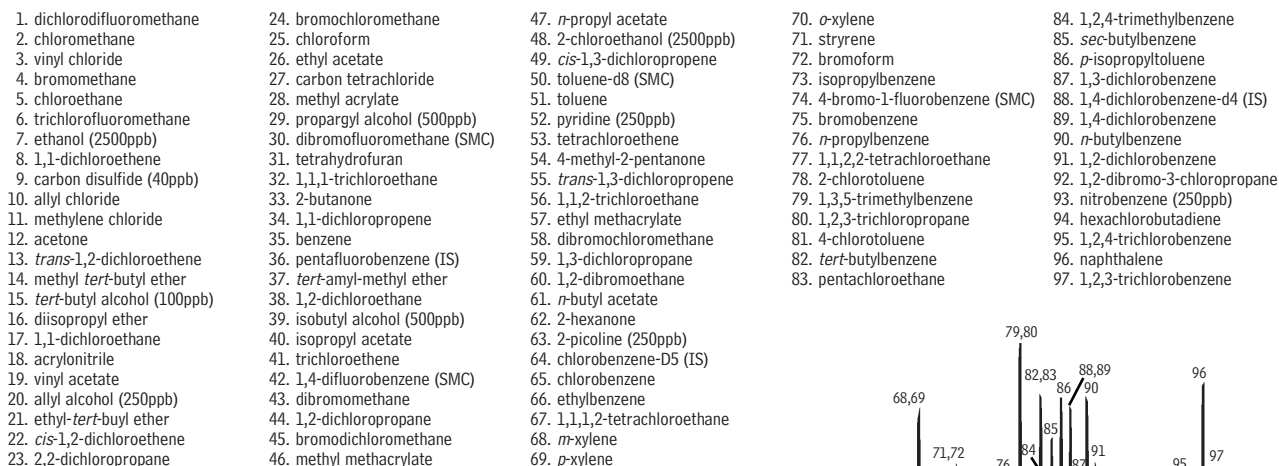 1. dichlorodifluoromethane
2. chloromethane
3. vinyl chloride
4. bromomethane
5. chloroethane
6. trichlorofluoromethane
7. ethanol (2500ppb)
8. 1,1-dichloroethene
9. carbon disulfide (40ppb)
10. allyl chloride
11. methylene chloride
12. acetone
13. trans-1,2-dichloroethene
14. methyl tert-butyl ether
15. tert-butyl alcohol (100ppb)
16. diisopropyl ether
17. 1,1-dichloroethane
18. acrylonitrile
19. vinyl acetate
20. allyl alcohol (250ppb)
21. ethyl-tert-buyl ether
22. cis-1,2-dichloroethene
23. 2,2-dichloropropane
24. bromochloromethane
25. chloroform
26. ethyl acetate
27. carbon tetrachloride
28. methyl acrylate
29. propargyl alcohol (500ppb)
30. dibromofluoromethane (SMC)
31. tetrahydrofuran
32. 1,1,1-trichloroethane
33. 2-butanone
34. 1,1-dichloropropene
35. benzene
36. pentafluorobenzene (IS)
37. tert-amyl-methyl ether
38. 1,2-dichloroethane
39. isobutyl alcohol (500ppb)
40. isopropyl acetate
41. trichloroethene
42. 1,4-difluorobenzene (SMC)
43. dibromomethane
44. 1,2-dichloropropane
45. bromodichloromethane
46. methyl methacrylate
47. n-propyl acetate
48. 2-chloroethanol (2500ppb)
49. cis-1,3-dichloropropene
50. toluene-d8 (SMC)
51. toluene
52. pyridine (250ppb)
53. tetrachloroethene
54. 4-methyl-2-pentanone
55. trans-1,3-dichloropropene
56. 1,1,2-trichloroethane
57. ethyl methacrylate
58. dibromochloromethane
59. 1,3-dichloropropane
60. 1,2-dibromoethane
61. n-butyl acetate
62. 2-hexanone
63. 2-picoline (250ppb)
64. chlorobenzene-D5 (IS)
65. chlorobenzene
66. ethylbenzene
67. 1,1,1,2-tetrachloroethane
68. m-xylene
69. p-xylene
70. o-xylene
71. stryrene
72. bromoform
73. isopropylbenzene
74. 4-bromo-1-fluorobenzene (SMC)
75. bromobenzene
76. n-propylbenzene
77. 1,1,2,2-tetrachloroethane
78. 2-chlorotoluene
79. 1,3,5-trimethylbenzene
80. 1,2,3-trichloropropane
81. 4-chlorotoluene
82. tert-butylbenzene
83. pentachloroethane
84. 1,2,4-trimethylbenzene
85. sec-butylbenzene
86. p-isopropyltoluene
87. 1,3-dichlorobenzene
88. 1,4-dichlorobenzene-d4 (IS)
89. 1,4-dichlorobenzene
90. n-butylbenzene
91. 1,2-dichlorobenzene
92. 1,2-dibromo-3-chloropropane
93. nitrobenzene (250ppb)
94. hexachlorobutadiene
95. 1,2,4-trichlorobenzene
96. naphthalene
97. 1,2,3-trichlorobenzene
79,80
82,83
88,89
96
86
90
68,69
85
71,72
84
91
97
76
87
95